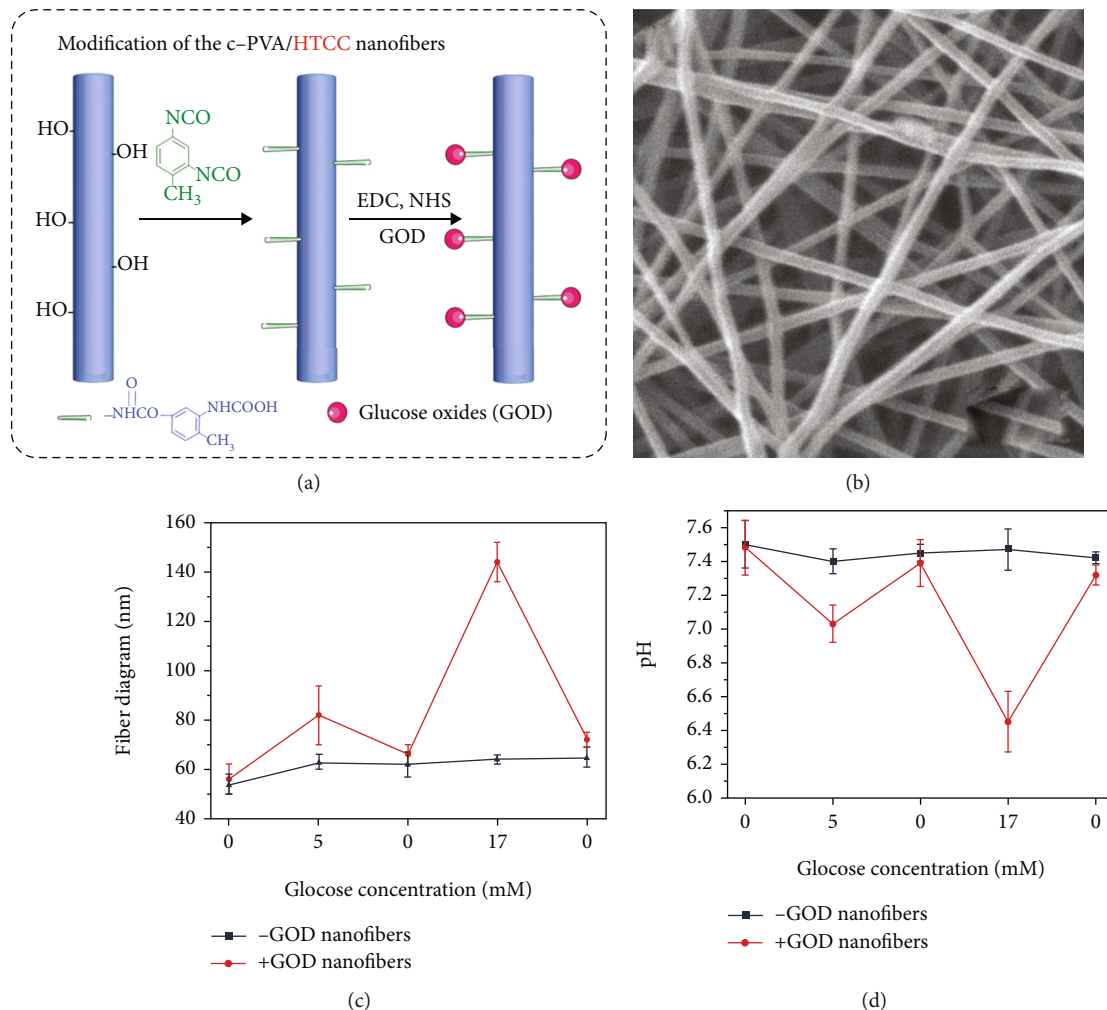 Modification of the c–PVA/HTCC nanofibers
NCO
HO
OH
NCO
CH3
HO
EDC, NHS
GOD
OH
HO
O
NHCO
NHCOOH
CH3
Glucose oxides (GOD)
(a)
(b)
160
140
120
100
80
60
40
Fiber diagram (nm)
0 5 0 17 0
Glocose concentration (mM)
–GOD nanofibers
+GOD nanofibers
(c)
7.6
7.4
7.2
7.0
6.8
6.6
6.4
6.2
6.0
pH
0 5 0 17 0
Glocose concentration (mM)
–GOD nanofibers
+GOD nanofibers
(d)